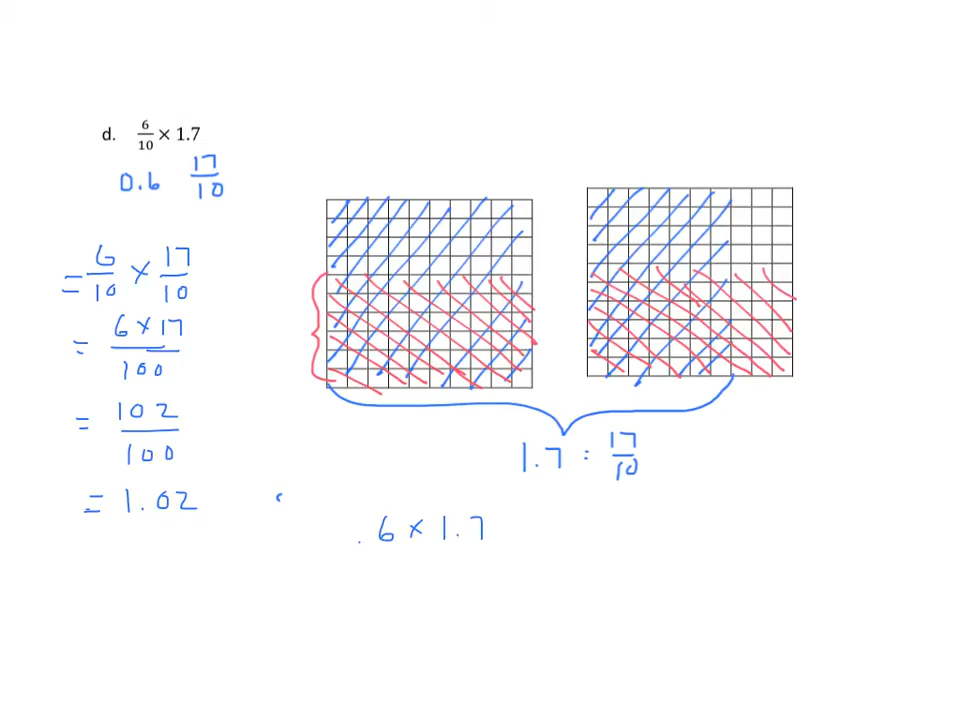 d. 6/10 × 1.7
0.6 17/10
= 6/10 × 17/10
= 6 × 17/100
= 102/100
= 1.02
1.7 = 17/10
.6 × 1.7